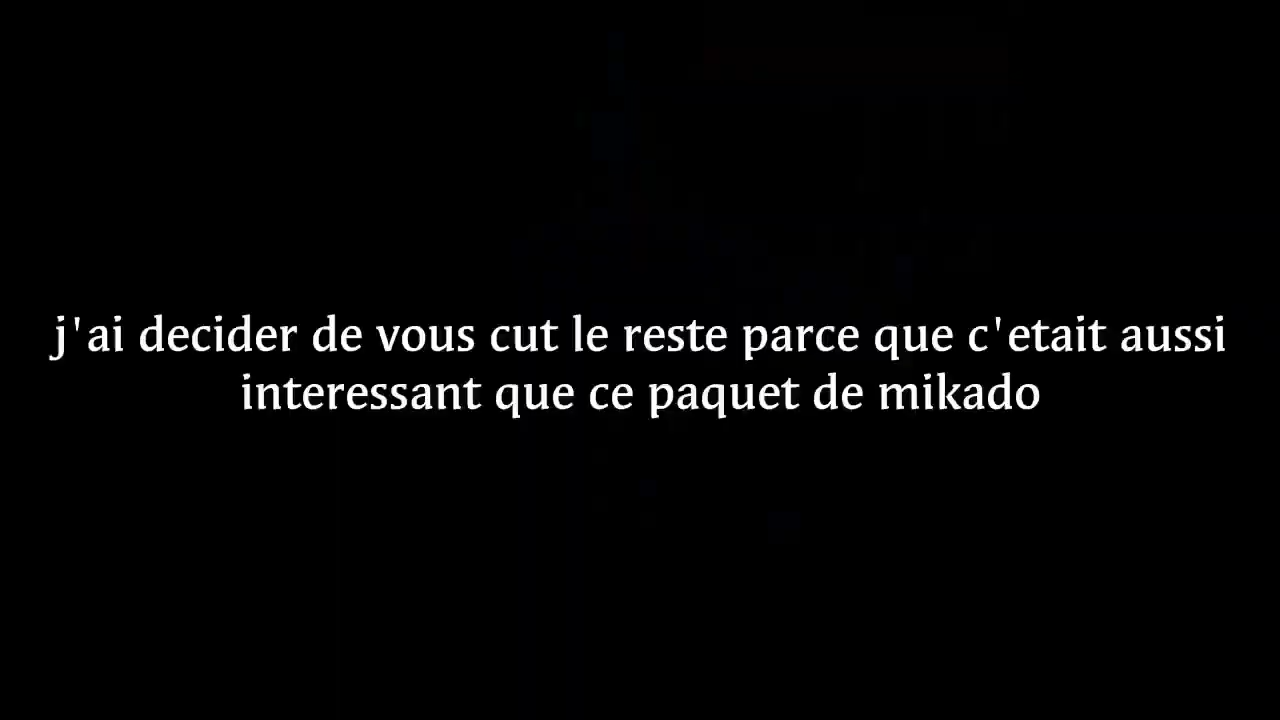 j'ai decider de vous cut le reste parce que c'etait aussi
interessant que ce paquet de mikado